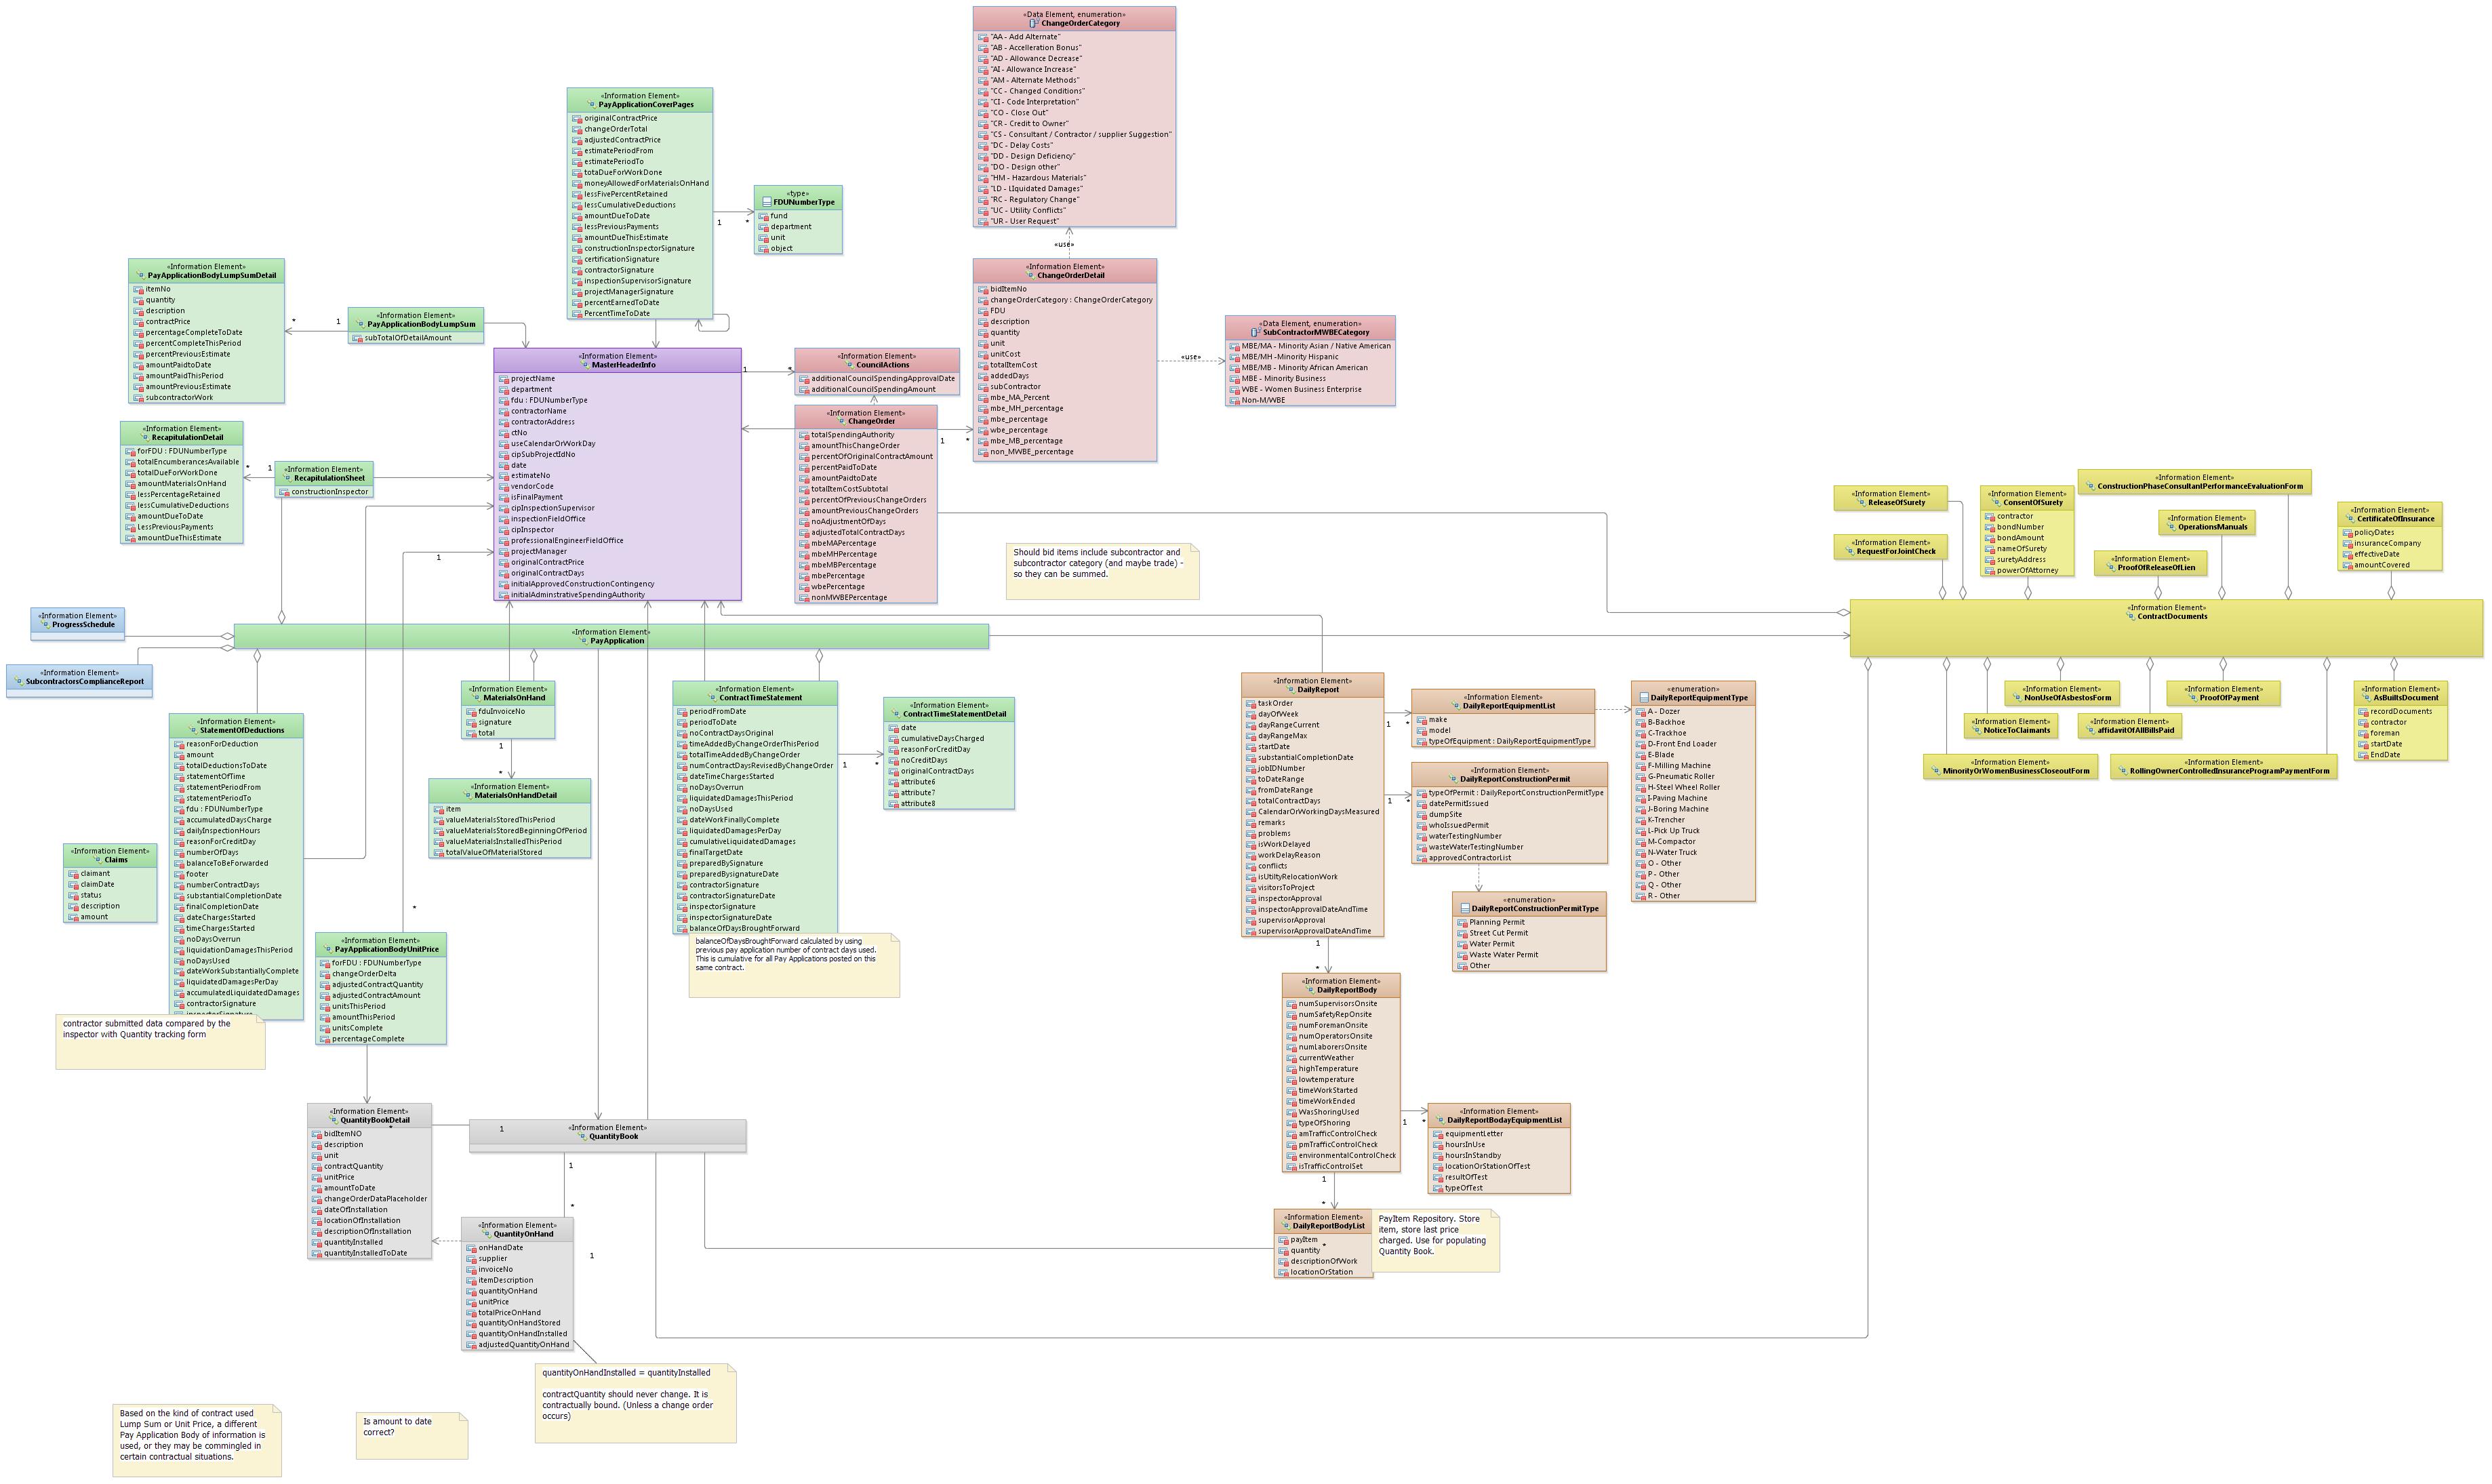 «Data Element, enumeration»
ChangeOrderCategory
"AA - Add Alternate"
"AB - Accelleration Bonus"
"AD - Allowance Decrease"
"AI - Allowance Increase"
"AM - Alternate Methods"
"CC - Changed Conditions"
"CI - Code Interpretation"
"CO - Close Out"
"CR - Credit to Owner"
"CS - Consultant / Contractor / supplier Suggestion"
"DC - Delay Costs"
"DD - Design Deficiency"
"DO - Design other"
"HM - Hazardous Materials"
"LD - LIquidated Damages"
"RC - Regulatory Change"
"UC - Utility Conflicts"
"UR - User Request"
«use»
«Information Element»
PayApplicationCoverPages
originalContractPrice
changeOrderTotal
adjustedContractPrice
estimatePeriodFrom
estimatePeriodTo
totaDueForWorkDone
moneyAllowedForMaterialsOnHand
lessFivePercentRetained
lessCumulativeDeductions
amountDueToDate
lessPreviousPayments
amountDueThisEstimate
constructionInspectorSignature
certificationSignature
contractorSignature
inspectionSupervisorSignature
projectManagerSignature
percentEarnedToDate
PercentTimeToDate
1
*
«type»
FDUNumberType
fund
department
unit
object
«Information Element»
PayApplicationBodyLumpSumDetail
itemNo
quantity
description
contractPrice
percentageCompleteToDate
percentCompleteThisPeriod
percentPreviousEstimate
amountPaidtoDate
amountPaidThisPeriod
amountPreviousEstimate
subcontractorWork
*
1
«Information Element»
PayApplicationBodyLumpSum
subTotalOfDetailAmount
«Information Element»
ChangeOrderDetail
bidItemNo
changeOrderCategory : ChangeOrderCategory
FDU
description
quantity
unit
unitCost
totalItemCost
addedDays
subContractor
mbe_MA_Percent
mbe_MH_percentage
mbe_percentage
wbe_percentage
mbe_MB_percentage
non_MWBE_percentage
«use»
«Data Element, enumeration»
SubContractorMWBECategory
MBE/MA - Minority Asian / Native American
MBE/MH -Minority Hispanic
MBE/MB - Minority African American
MBE - Minority Business
WBE - Women Business Enterprise
Non-M/WBE
«Information Element»
MasterHeaderInfo
projectName
department
fdu : FDUNumberType
contractorName
contractorAddress
ctNo
useCalendarOrWorkDay
cipSubProjectIdNo
date
estimateNo
vendorCode
isFinalPayment
cipInspectionSupervisor
inspectionFieldOffice
cipInspector
professionalEngineerFieldOffice
projectManager
originalContractPrice
originalContractDays
initialApprovedConstructionContingency
initialAdminstrativeSpendingAuthority
1
*
«Information Element»
CouncilActions
additionalCouncilSpendingApprovalDate
additionalCouncilSpendingAmount
«Information Element»
ChangeOrder
totalSpendingAuthority
amountThisChangeOrder
percentOfOriginalContractAmount
percentPaidToDate
amountPaidtoDate
totalItemCostSubtotal
percentOfPreviousChangeOrders
amountPreviousChangeOrders
noAdjustmentOfDays
adjustedTotalContractDays
mbeMAPercentage
mbeMHPercentage
mbeMBPercentage
mbePercentage
wbePercentage
nonMWBEPercentage
1
*
«Information Element»
RecapitulationDetail
forFDU : FDUNumberType
totalEncumberancesAvailable
totalDueForWorkDone
amountMaterialsOnHand
lessPercentageRetained
lessCumulativeDeductions
amountDueToDate
LessPreviousPayments
amountDueThisEstimate
*
1
«Information Element»
RecapitulationSheet
constructionInspector
1
Should bid items include subcontractor and
subcontractor category (and maybe trade) -
so they can be summed.
«Information Element»
ReleaseOfSurety
«Information Element»
RequestForJointCheck
«Information Element»
ConsentOfSurety
contractor
bondNumber
bondAmount
nameOfSurety
suretyAddress
powerOfAttorney
«Information Element»
ConstructionPhaseConsultantPerformanceEvaluationForm
«Information Element»
OperationsManuals
«Information Element»
ProofOfReleaseOfLien
«Information Element»
CertificateOfInsurance
policyDates
insuranceCompany
effectiveDate
amountCovered
«Information Element»
ContractDocuments
«Information Element»
ProgressSchedule
«Information Element»
SubcontractorsComplianceReport
«Information Element»
PayApplication
«Information Element»
NonUseOfAsbestosForm
«Information Element»
ProofOfPayment
«Information Element»
AsBuiltsDocument
recordDocuments
contractor
foreman
startDate
EndDate
«Information Element»
NoticeToClaimants
«Information Element»
affidavitOfAllBillsPaid
«Information Element»
MinorityOrWomenBusinessCloseoutForm
«Information Element»
RollingOwnerControlledInsuranceProgramPaymentForm
«Information Element»
StatementOfDeductions
reasonForDeduction
amount
totalDeductionsToDate
statementOfTime
statementPeriodFrom
statementPeriodTo
fdu : FDUNumberType
accumulatedDaysCharge
dailyInspectionHours
reasonForCreditDay
numberOfDays
balanceToBeForwarded
footer
numberContractDays
substantialCompletionDate
finalCompletionDate
dateChargesStarted
timeChargesStarted
noDaysOverrun
liquidationDamagesThisPeriod
noDaysUsed
dateWorkSubstantiallyComplete
liquidatedDamagesPerDay
accumulatedLiquidatedDamages
contractorSignature
inspectorSignature
contractor submitted data compared by the
inspector with Quantity tracking form
«Information Element»
Claims
claimant
claimDate
status
description
amount
«Information Element»
MaterialsOnHand
fduInvoiceNo
signature
total
1
*
«Information Element»
MaterialsOnHandDetail
item
valueMaterialsStoredThisPeriod
valueMaterialsStoredBeginningOfPeriod
valueMaterialsInstalledThisPeriod
totalValueOfMaterialStored
«Information Element»
ContractTimeStatement
periodFromDate
periodToDate
noContractDaysOriginal
timeAddedByChangeOrderThisPeriod
totalTimeAddedByChangeOrder
numContractDaysRevisedByChangeOrder
dateTimeChargesStarted
noDaysOverrun
liquidatedDamagesThisPeriod
noDaysUsed
dateWorkFinallyComplete
liquidatedDamagesPerDay
cumulativeLiquidatedDamages
finalTargetDate
preparedBySignature
preparedBysignatureDate
contractorSignature
contractorSignatureDate
inspectorSignature
inspectorSignatureDate
balanceOfDaysBroughtForward
balanceOfDaysBroughtForward calculated by using
previous pay application number of contract days used.
This is cumulative for all Pay Applications posted on this
same contract.
1
*
«Information Element»
ContractTimeStatementDetail
date
cumulativeDaysCharged
reasonForCreditDay
noCreditDays
originalContractDays
attribute6
attribute7
attribute8
«Information Element»
DailyReport
taskOrder
dayOfWeek
dayRangeCurrent
dayRangeMax
startDate
substantialCompletionDate
jobIDNumber
toDateRange
fromDateRange
totalContractDays
CalendarOrWorkingDaysMeasured
remarks
problems
isWorkDelayed
workDelayReason
conflicts
isUtiltyRelocationWork
visitorsToProject
inspectorApproval
inspectorApprovalDateAndTime
supervisorApproval
supervisorApprovalDateAndTime
1
*
«Information Element»
DailyReportEquipmentList
make
model
typeOfEquipment : DailyReportEquipmentType
1
*
«Information Element»
DailyReportConstructionPermit
typeOfPermit : DailyReportConstructionPermitType
datePermitIssued
dumpSite
whoIssuedPermit
waterTestingNumber
wasteWaterTestingNumber
approvedContractorList
«enumeration»
DailyReportConstructionPermitType
Planning Permit
Street Cut Permit
Water Permit
Waste Water Permit
Other
«enumeration»
DailyReportEquipmentType
A - Dozer
B-Backhoe
C-Trackhoe
D-Front End Loader
E-Blade
F-Milling Machine
G-Pneumatic Roller
H-Steel Wheel Roller
I-Paving Machine
J-Boring Machine
K-Trencher
L-Pick Up Truck
M-Compactor
N-Water Truck
O - Other
P - Other
Q - Other
R - Other
*
«Information Element»
PayApplicationBodyUnitPrice
forFDU : FDUNumberType
changeOrderDelta
adjustedContractQuantity
adjustedContractAmount
unitsThisPeriod
amountThisPeriod
unitsComplete
percentageComplete
1
*
«Information Element»
DailyReportBody
numSupervisorsOnsite
numSafetyRepOnsite
numForemanOnsite
numOperatorsOnsite
numLaborersOnsite
currentWeather
highTemperature
lowtemperature
timeWorkStarted
timeWorkEnded
WasShoringUsed
typeOfShoring
amTrafficControlCheck
pmTrafficControlCheck
environmentalControlCheck
isTrafficControlSet
1
*
«Information Element»
DailyReportBodayEquipmentList
equipmentLetter
hoursInUse
hoursInStandby
locationOrStationOfTest
resultOfTest
typeOfTest
1
*
«Information Element»
DailyReportBodyList
payItem
quantity
*
descriptionOfWork
locationOrStation
PayItem Repository. Store
item, store last price
charged. Use for populating
Quantity Book.
«Information Element»
QuantityBookDetail
*
bidItemNO
description
unit
contractQuantity
unitPrice
amountToDate
changeOrderDataPlaceholder
dateOfInstallation
locationOfInstallation
descriptionOfInstallation
quantityInstalled
quantityInstalledToDate
1
«Information Element»
QuantityBook
1
*
1
«Information Element»
QuantityOnHand
onHandDate
supplier
invoiceNo
itemDescription
quantityOnHand
unitPrice
totalPriceOnHand
quantityOnHandStored
quantityOnHandInstalled
adjustedQuantityOnHand
quantityOnHandInstalled = quantityInstalled
contractQuantity should never change. It is
contractually bound. (Unless a change order
occurs)
Based on the kind of contract used
Lump Sum or Unit Price, a different
Pay Application Body of information is
used, or they may be commingled in
certain contractual situations.
Is amount to date
correct?